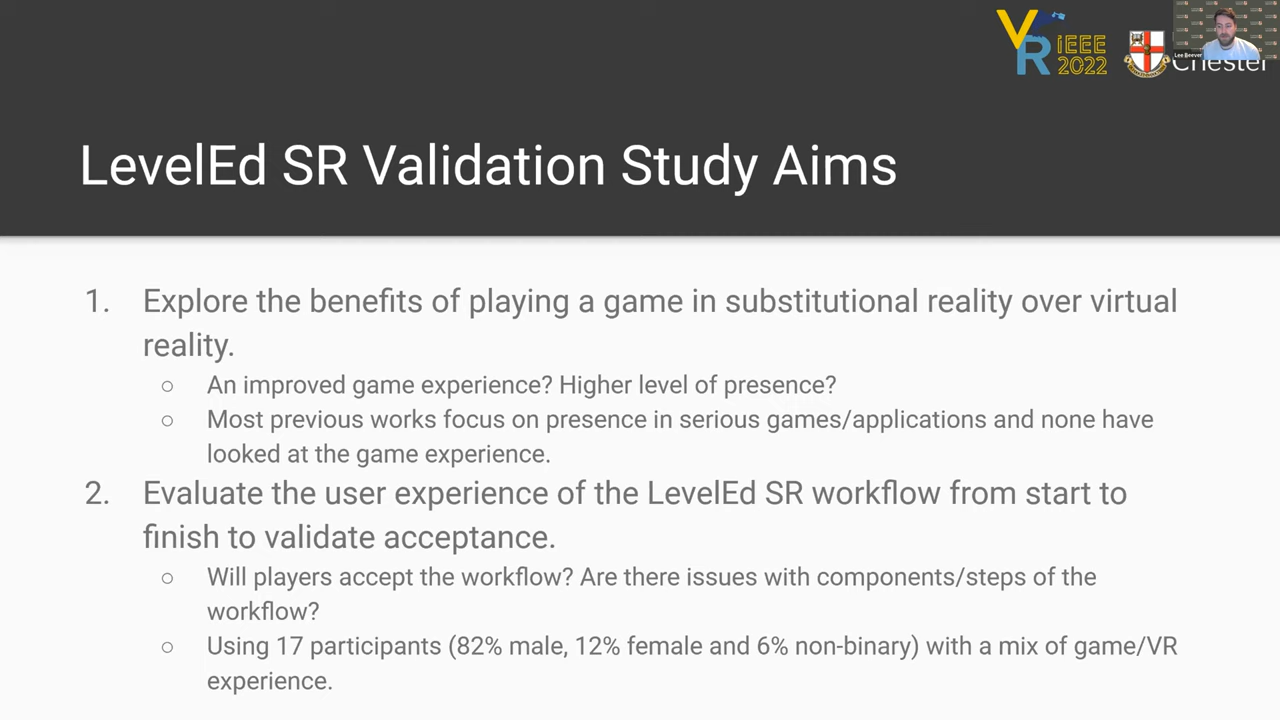 VR IEEE
2022
Lee Beever
Chester
LevelEd SR Validation Study Aims
1. Explore the benefits of playing a game in substitutional reality over virtual
reality.
○ An improved game experience? Higher level of presence?
○ Most previous works focus on presence in serious games/applications and none have
looked at the game experience.
2. Evaluate the user experience of the LevelEd SR workflow from start to
finish to validate acceptance.
○ Will players accept the workflow? Are there issues with components/steps of the
workflow?
○ Using 17 participants (82% male, 12% female and 6% non-binary) with a mix of game/VR
experience.